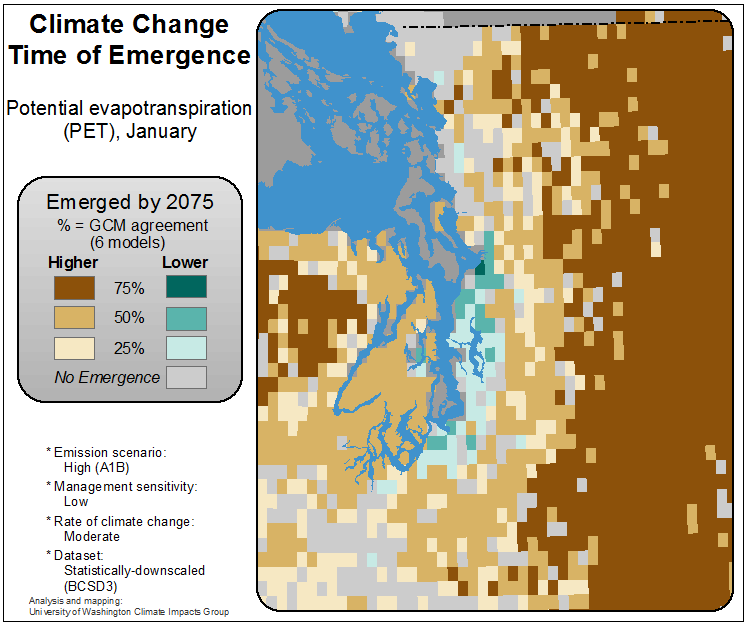 Climate Change
Time of Emergence
Potential evapotranspiration
(PET), January
Emerged by 2075
% = GCM agreement
(6 models)
Higher Lower
75%
50%
25%
No Emergence
* Emission scenario:
High (A1B)
* Management sensitivity:
Low
* Rate of climate change:
Moderate
* Dataset:
Statistically-downscaled
(BCSD3)
Analysis and mapping:
University of Washington Climate Impacts Group